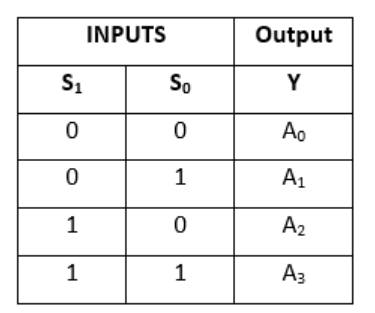 INPUTS Output
S₁ S₀ Y
0 0 A₀
0 1 A₁
1 0 A₂
1 1 A₃